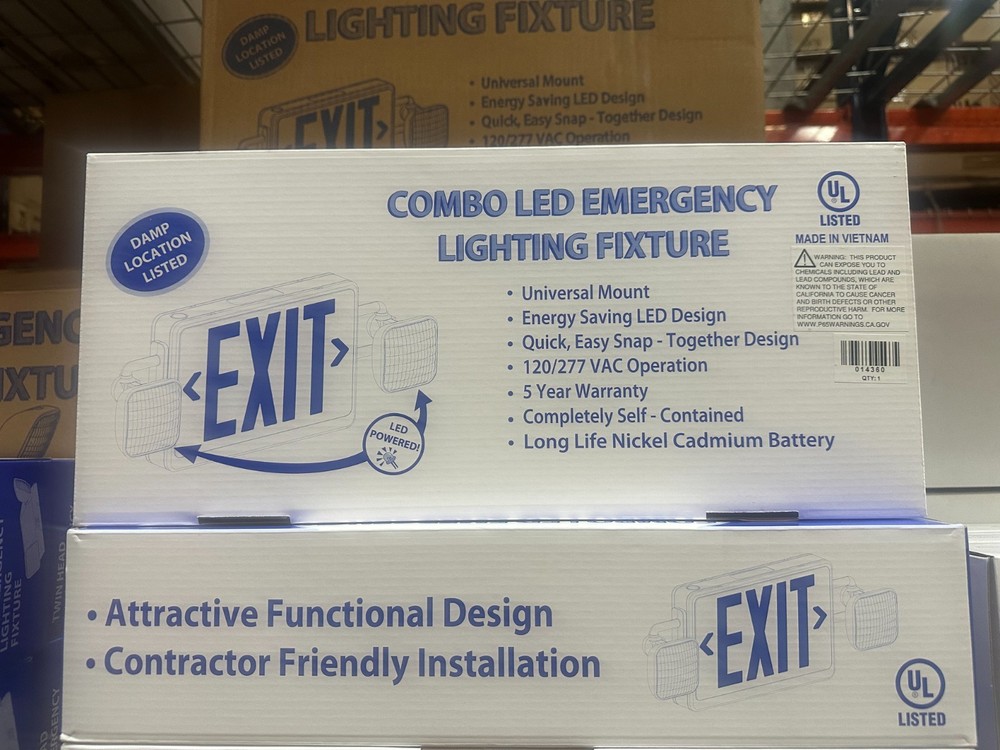 DAMP
LOCATION
LISTED
LIGHTING FIXTURE
• Universal Mount
• Energy Saving LED Design
• Quick, Easy Snap - Together Design
• 120/277 VAC Operation
EXIT>
DAMP
LOCATION
LISTED
COMBO LED EMERGENCY
LIGHTING FIXTURE
UL
LISTED
MADE IN VIETNAM
WARNING: THIS PRODUCT
CAN EXPOSE YOU TO
CHEMICALS INCLUDING LEAD AND
LEAD COMPOUNDS, WHICH ARE
KNOWN TO THE STATE OF
CALIFORNIA TO CAUSE CANCER
AND BIRTH DEFECTS OR OTHER
REPRODUCTIVE HARM. FOR MORE
INFORMATION GO TO
WWW.P65WARNINGS.CA.GOV
014360
QTY: 1
• Universal Mount
• Energy Saving LED Design
• Quick, Easy Snap - Together Design
• 120/277 VAC Operation
• 5 Year Warranty
• Completely Self - Contained
• Long Life Nickel Cadmium Battery
<EXIT>
LED
POWERED!
GENC
IXTU
LIGHTING
FIXTURE
TWIN HEAD
• Attractive Functional Design
• Contractor Friendly Installation
<EXIT>
UL
LISTED